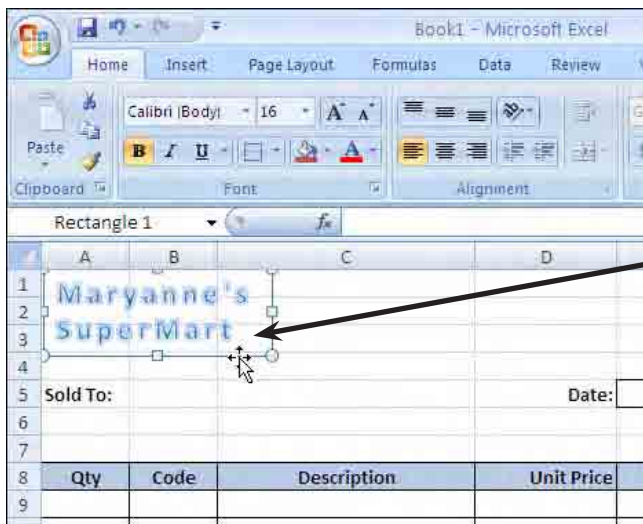 Book1 - Microsoft Excel
Home Insert Page Layout Formulas Data Review
Calibri (Body) 16 A A
Paste B I U A
Clipboard Font Alignment
Rectangle 1 fx
A B C D
1 Maryanne's
2
3 SuperMart
4
5 Sold To: Date:
6
7
8 Qty Code Description Unit Price
9